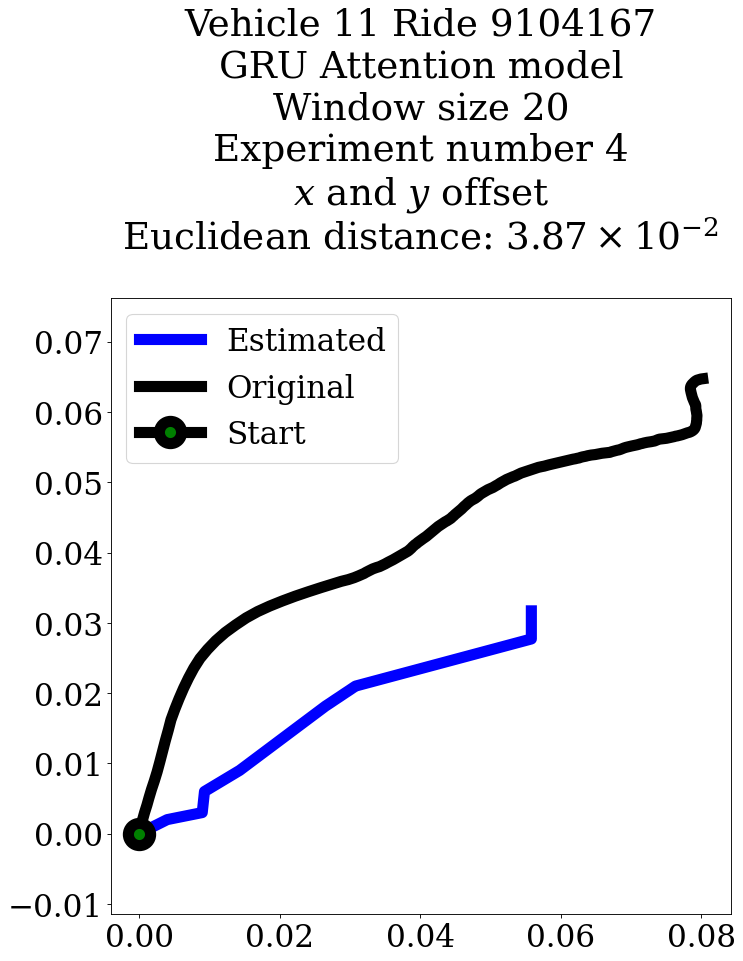 Vehicle 11 Ride 9104167
GRU Attention model
Window size 20
Experiment number 4
x and y offset
Euclidean distance: 3.87 × 10⁻²
Estimated
Original
Start
0.07
0.06
0.05
0.04
0.03
0.02
0.01
0.00
−0.01
0.00 0.02 0.04 0.06 0.08